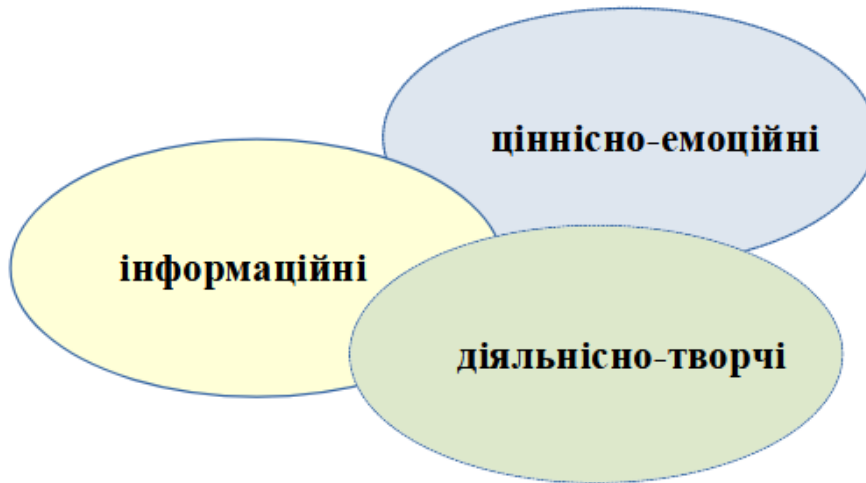 ціннісно-емоційні
інформаційні
діяльнісно-творчі